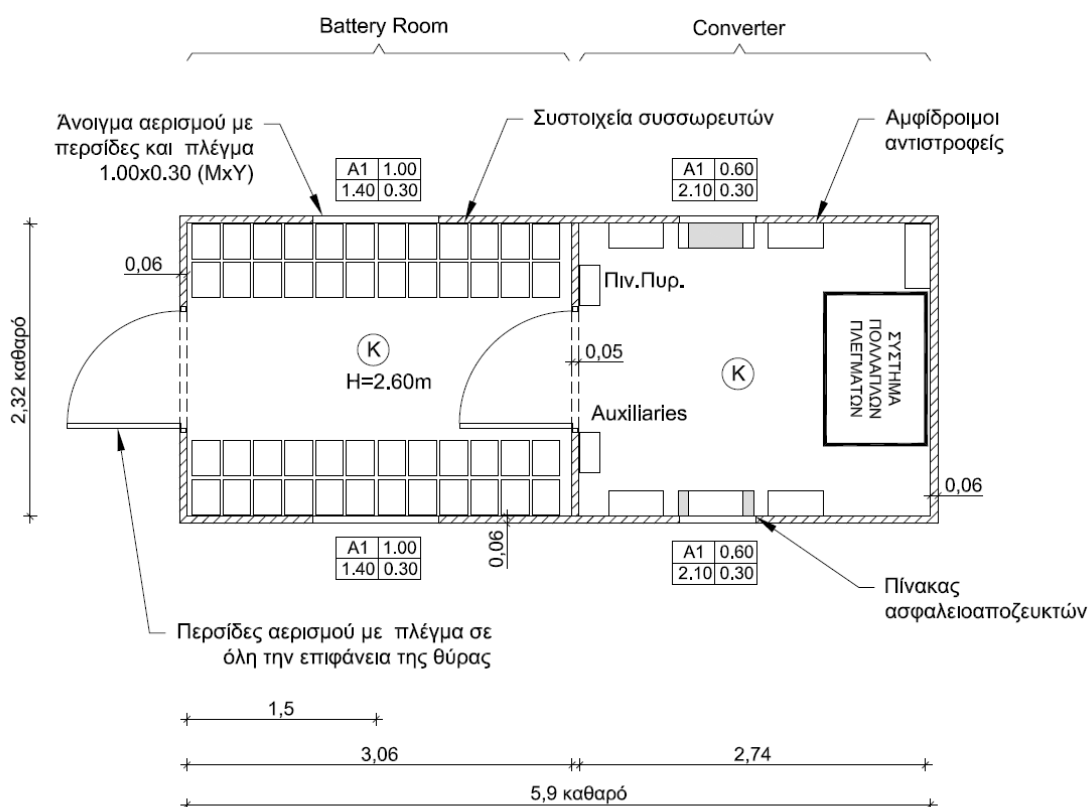 Battery Room
Converter
Άνοιγμα αερισμού με
περσίδες και πλέγμα
1.00x0.30 (ΜxΥ)
Συστοιχεία συσσωρευτών
Αμφίδροιμοι
αντιστροφείς
A1 1.00
1.40 0.30
A1 0.60
2.10 0.30
0,06
Πιν.Πυρ.
2,32 καθαρό
K
H=2.60m
0,05
K
ΣΥΣΤΗΜΑ
ΠΟΛΛΑΠΛΩΝ
ΠΛΕΓΜΑΤΩΝ
Auxiliaries
0,06
0,06
A1 1.00
1.40 0.30
A1 0.60
2.10 0.30
Πίνακας
ασφαλειοαποζευκτών
Περσίδες αερισμού με πλέγμα σε
όλη την επιφάνεια της θύρας
1,5
3,06
2,74
5,9 καθαρό